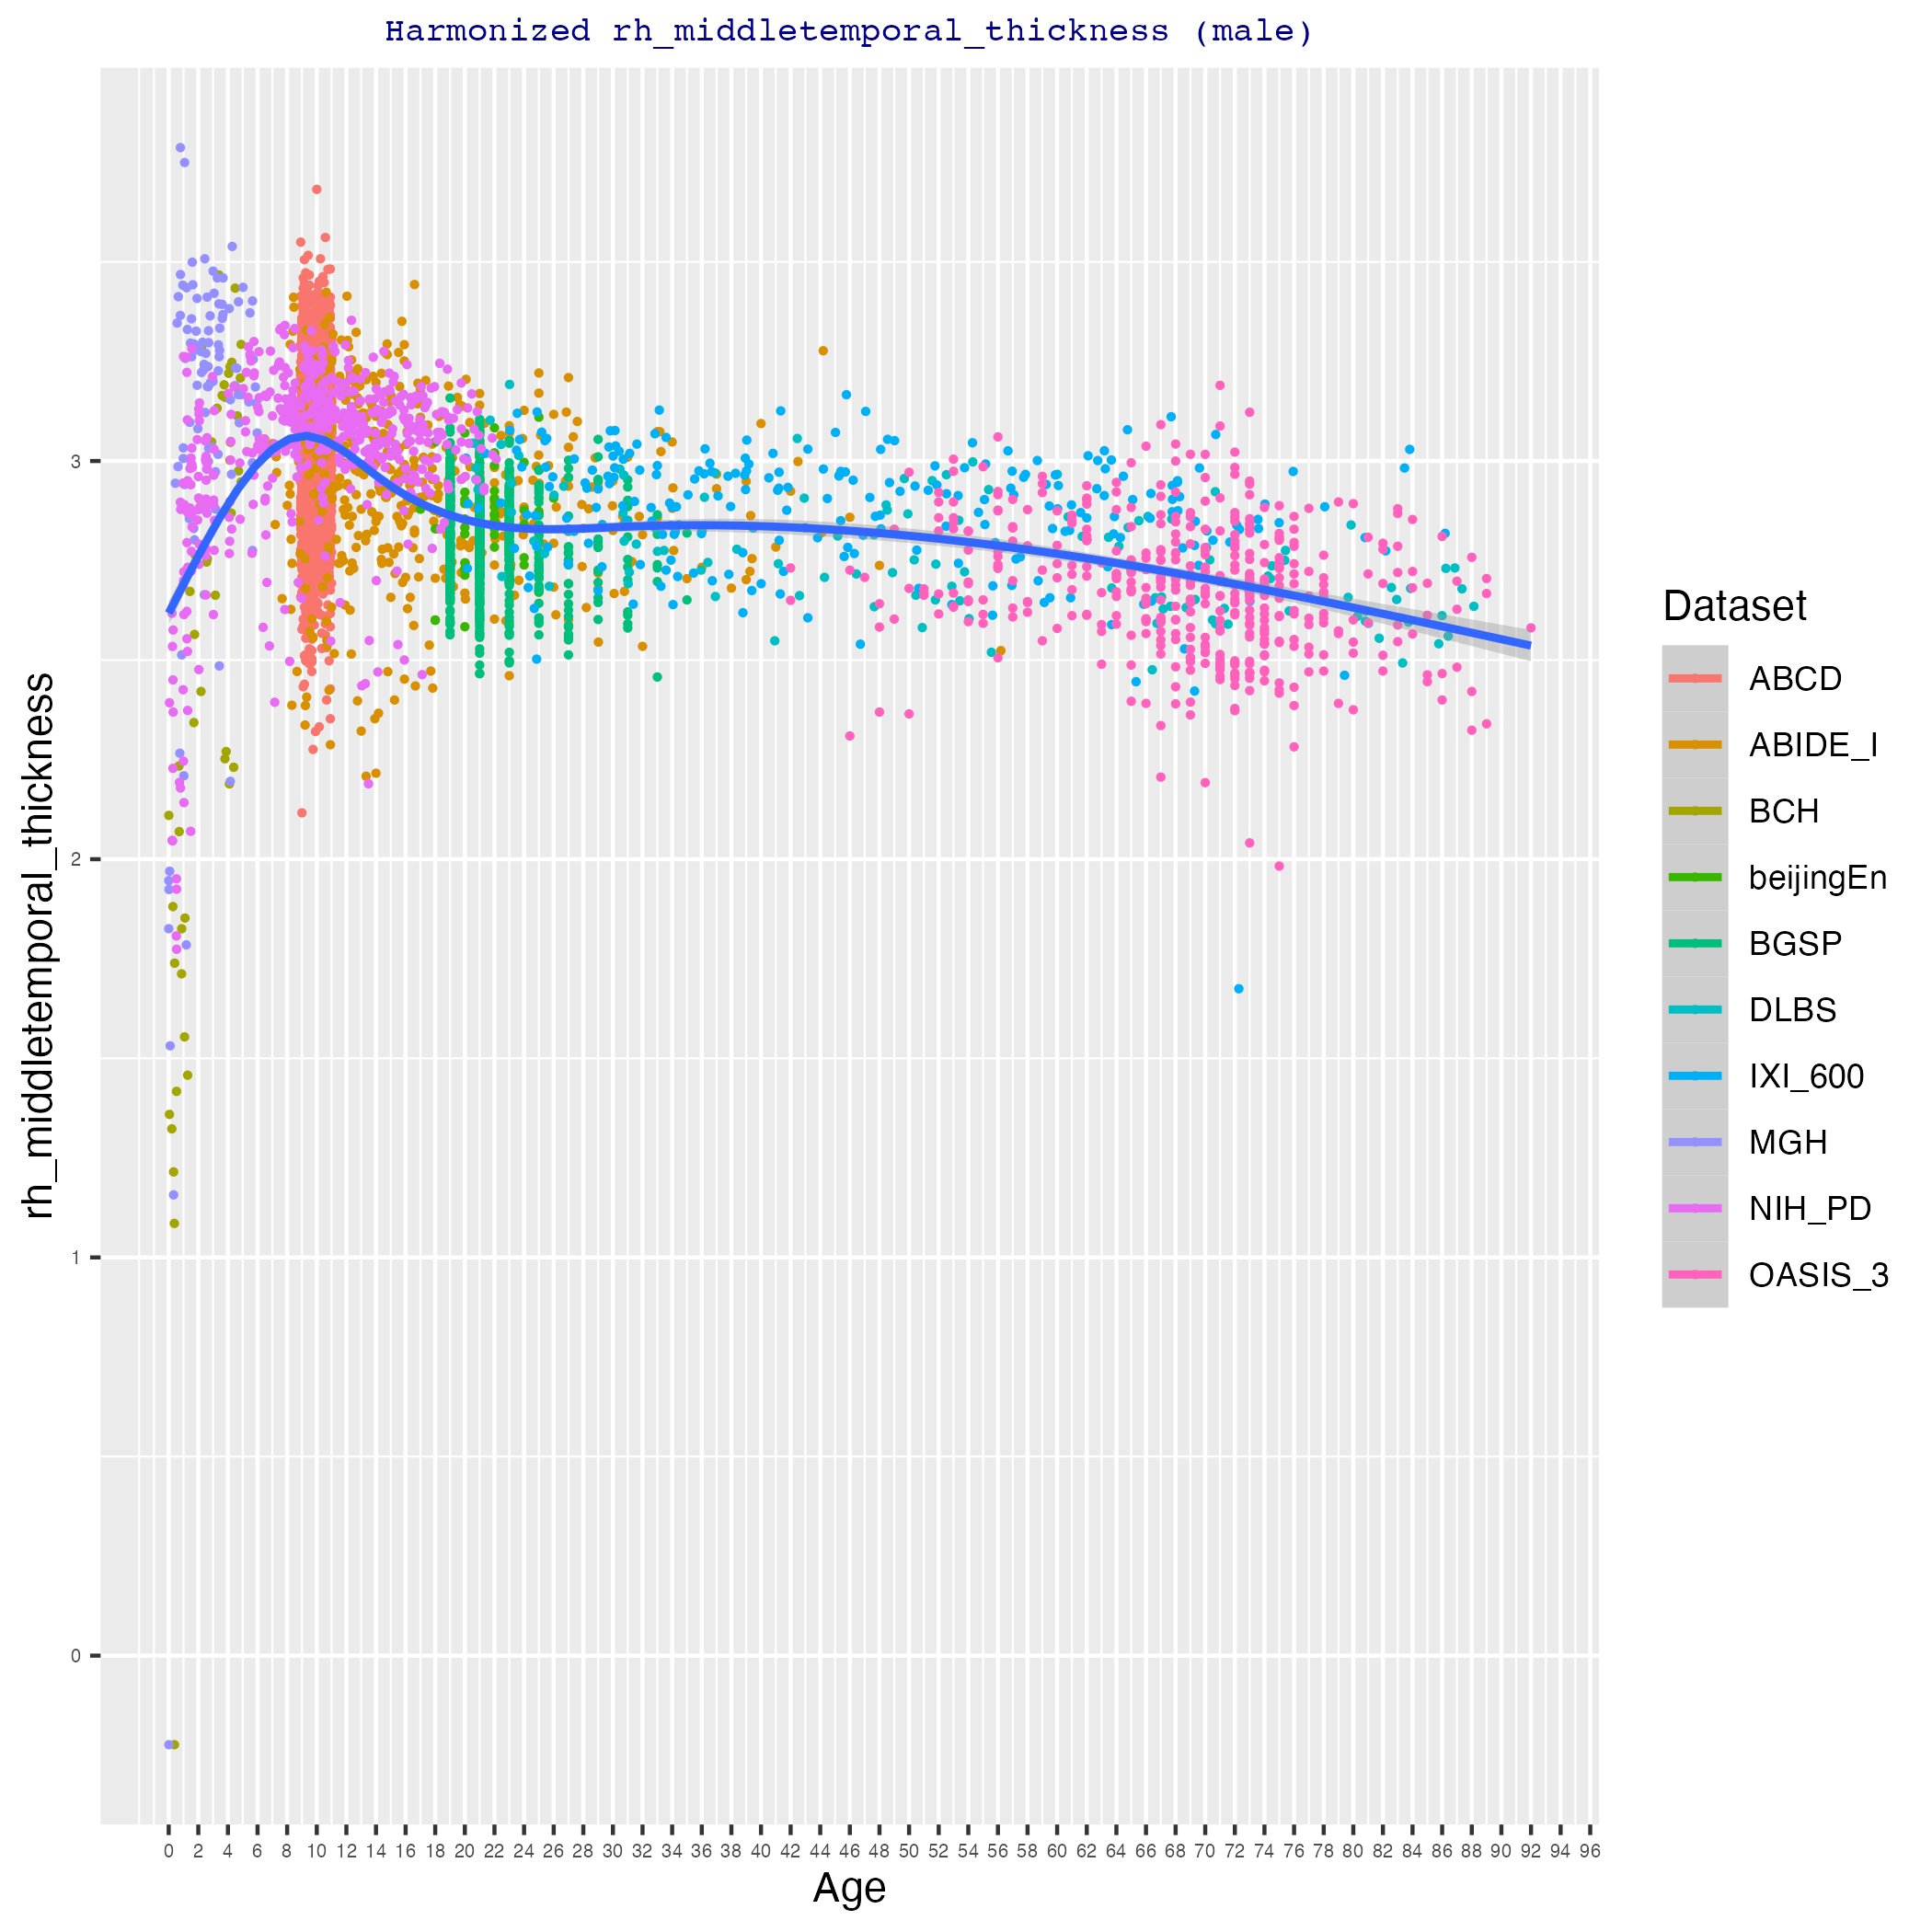 Harmonized rh_middletemporal_thickness (male)
rh_middletemporal_thickness
3
2
1
0
0 2 4 6 8 10 12 14 16 18 20 22 24 26 28 30 32 34 36 38 40 42 44 46 48 50 52 54 56 58 60 62 64 66 68 70 72 74 76 78 80 82 84 86 88 90 92 94 96
Age
Dataset
ABCD
ABIDE_I
BCH
beijingEn
BGSP
DLBS
IXI_600
MGH
NIH_PD
OASIS_3